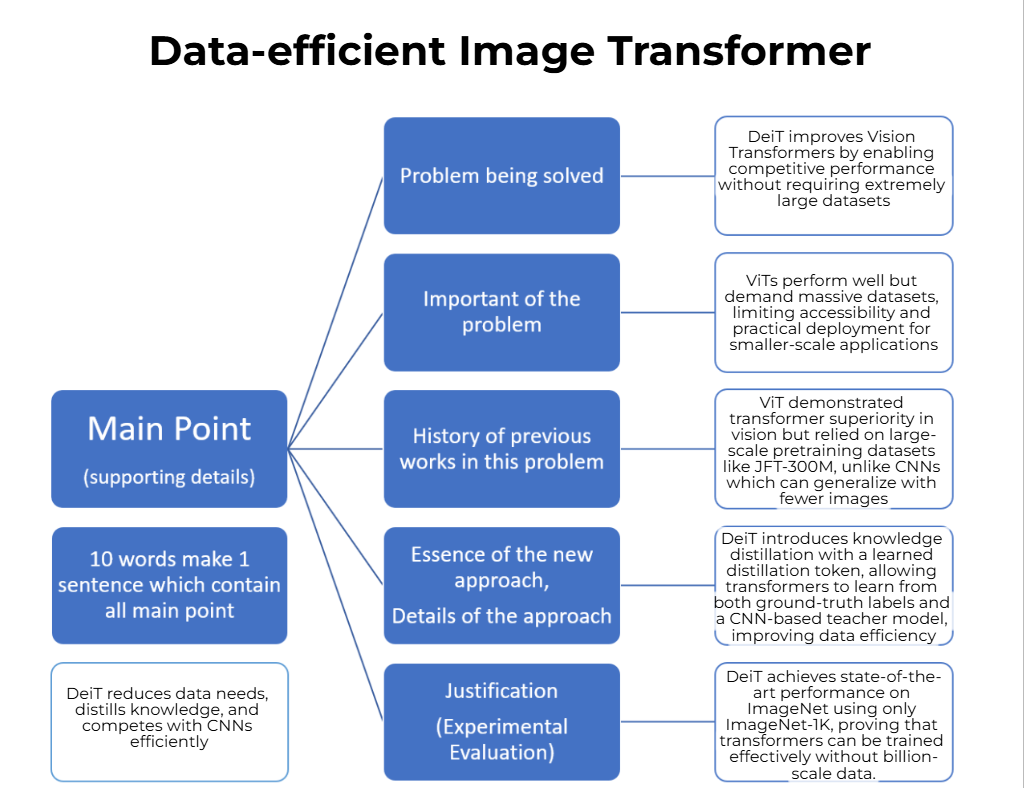 Data-efficient Image Transformer
Problem being solved
DeiT improves Vision
Transformers by enabling
competitive performance
without requiring extremely
large datasets
Important of the
problem
ViTs perform well but
demand massive datasets,
limiting accessibility and
practical deployment for
smaller-scale applications
Main Point
(supporting details)
History of previous
works in this problem
ViT demonstrated
transformer superiority in
vision but relied on large-
scale pretraining datasets
like JFT-300M, unlike CNNs
which can generalize with
fewer images
10 words make 1
sentence which contain
all main point
Essence of the new
approach,
Details of the approach
DeiT introduces knowledge
distillation with a learned
distillation token, allowing
transformers to learn from
both ground-truth labels and
a CNN-based teacher model,
improving data efficiency
DeiT reduces data needs,
distills knowledge, and
competes with CNNs
efficiently
Justification
(Experimental
Evaluation)
DeiT achieves state-of-the-
art performance on
ImageNet using only
ImageNet-1K, proving that
transformers can be trained
effectively without billion-
scale data.